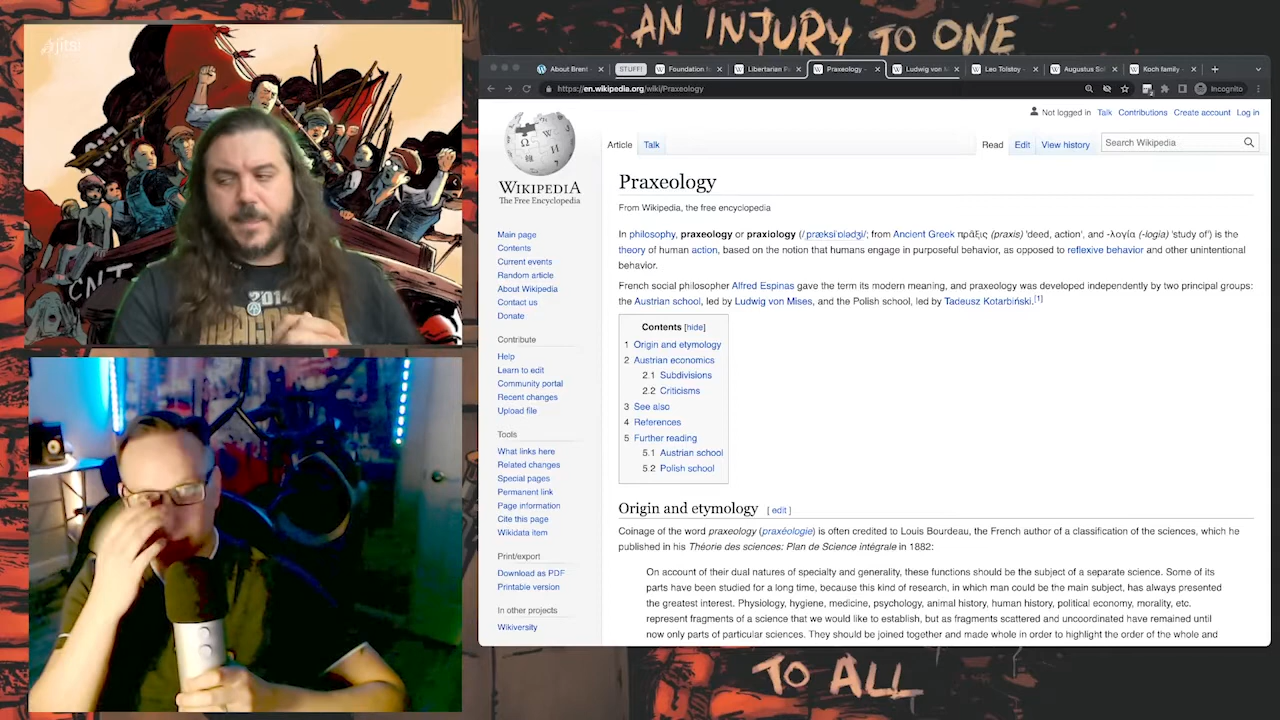 AN INJURY TO ONE
jitsi
CNT
2014
About Brent
STUFF!
Foundation f
Libertarian P
Praxeology -
Ludwig von M
Leo Tolstoy -
Augustus So
Koch family -
https://en.wikipedia.org/wiki/Praxeology
Incognito
Not logged in Talk Contributions Create account Log in
Article Talk
Read Edit View history
Search Wikipedia
WIKIPEDIA
The Free Encyclopedia
Main page
Contents
Current events
Random article
About Wikipedia
Contact us
Donate
Contribute
Help
Learn to edit
Community portal
Recent changes
Upload file
Tools
What links here
Related changes
Special pages
Permanent link
Page information
Cite this page
Wikidata item
Print/export
Download as PDF
Printable version
In other projects
Wikiversity
Praxeology
From Wikipedia, the free encyclopedia
In philosophy, praxeology or praxiology (/ˌpræksiˈɒlədʒi/; from Ancient Greek πρᾶξις (praxis) 'deed, action', and -λογία (-logia) 'study of') is the
theory of human action, based on the notion that humans engage in purposeful behavior, as opposed to reflexive behavior and other unintentional
behavior.
French social philosopher Alfred Espinas gave the term its modern meaning, and praxeology was developed independently by two principal groups:
the Austrian school, led by Ludwig von Mises, and the Polish school, led by Tadeusz Kotarbiński.[1]
Contents [hide]
1 Origin and etymology
2 Austrian economics
2.1 Subdivisions
2.2 Criticisms
3 See also
4 References
5 Further reading
5.1 Austrian school
5.2 Polish school
Origin and etymology [ edit ]
Coinage of the word praxeology (praxéologie) is often credited to Louis Bourdeau, the French author of a classification of the sciences, which he
published in his Théorie des sciences: Plan de Science intégrale in 1882:
On account of their dual natures of specialty and generality, these functions should be the subject of a separate science. Some of its
parts have been studied for a long time, because this kind of research, in which man could be the main subject, has always presented
the greatest interest. Physiology, hygiene, medicine, psychology, animal history, human history, political economy, morality, etc.
represent fragments of a science that we would like to establish, but as fragments scattered and uncoordinated have remained until
now only parts of particular sciences. They should be joined together and made whole in order to highlight the order of the whole and
TO ALL